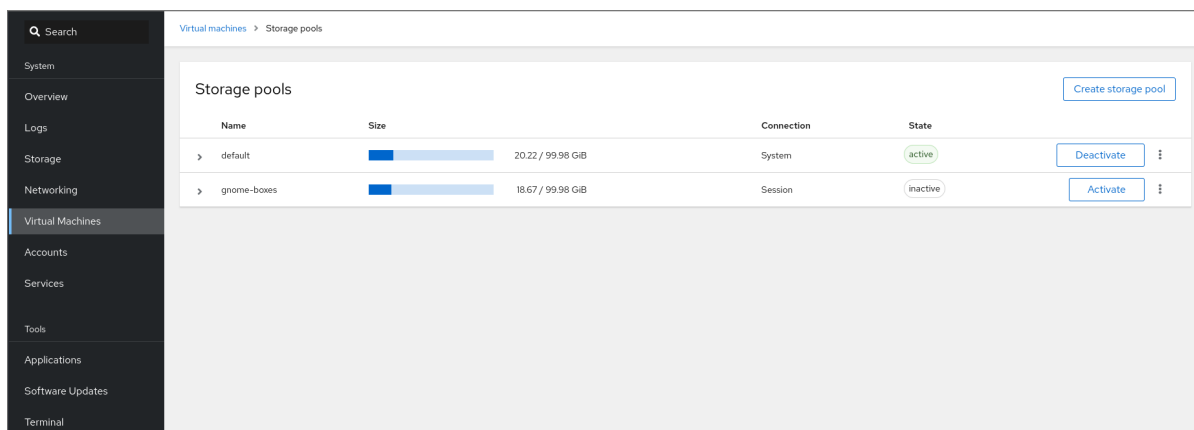 Search
System
Overview
Logs
Storage
Networking
Virtual Machines
Accounts
Services
Tools
Applications
Software Updates
Terminal
Virtual machines > Storage pools
Storage pools
Create storage pool
Name Size Connection State
default 20.22 / 99.98 GiB System active Deactivate
gnome-boxes 18.67 / 99.98 GiB Session inactive Activate